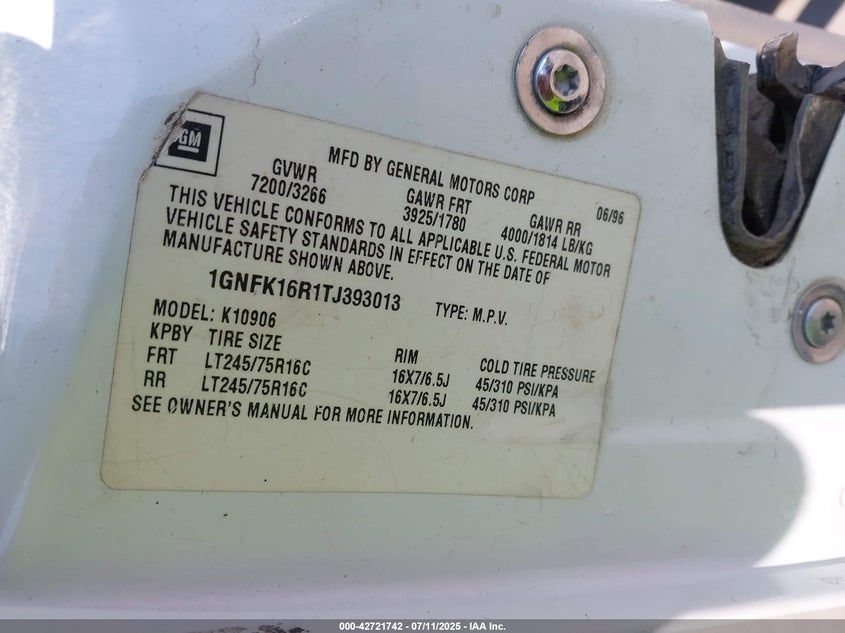 GM
MFD BY GENERAL MOTORS CORP 06/96
GVWR GAWR FRT GAWR RR
7200/3266 3925/1780 4000/1814 LB/KG
THIS VEHICLE CONFORMS TO ALL APPLICABLE U.S. FEDERAL MOTOR
VEHICLE SAFETY STANDARDS IN EFFECT ON THE DATE OF
MANUFACTURE SHOWN ABOVE.
1GNFK16R1TJ393013 TYPE: M.P.V.
MODEL: K10906
KPBY TIRE SIZE RIM COLD TIRE PRESSURE
FRT LT245/75R16C 16X7/6.5J 45/310 PSI/KPA
RR LT245/75R16C 16X7/6.5J 45/310 PSI/KPA
SEE OWNER'S MANUAL FOR MORE INFORMATION.
000-42721742 - 07/11/2025 - IAA Inc.